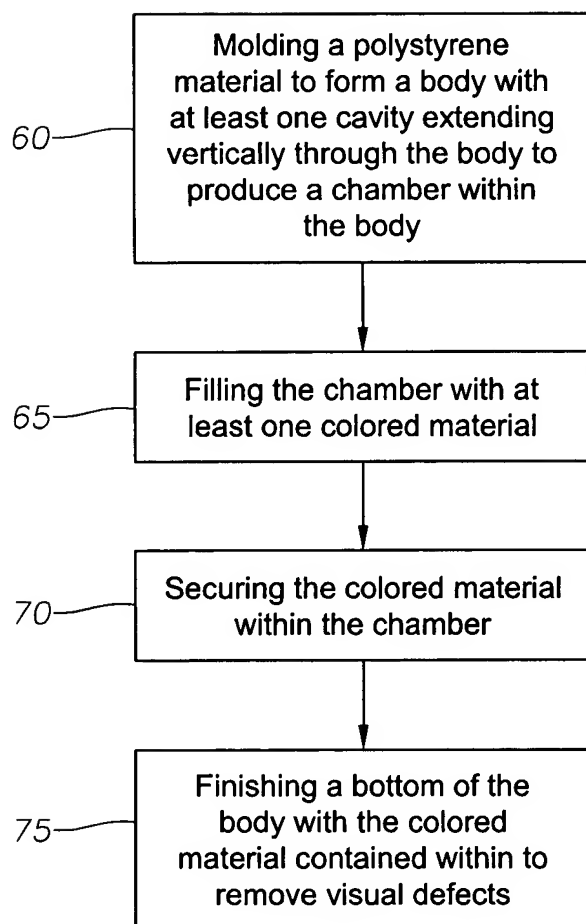 Molding a polystyrene
material to form a body with
at least one cavity extending
vertically through the body to
produce a chamber within
the body
60
Filling the chamber with at
least one colored material
65
Securing the colored material
within the chamber
70
Finishing a bottom of the
body with the colored
material contained within to
remove visual defects
75